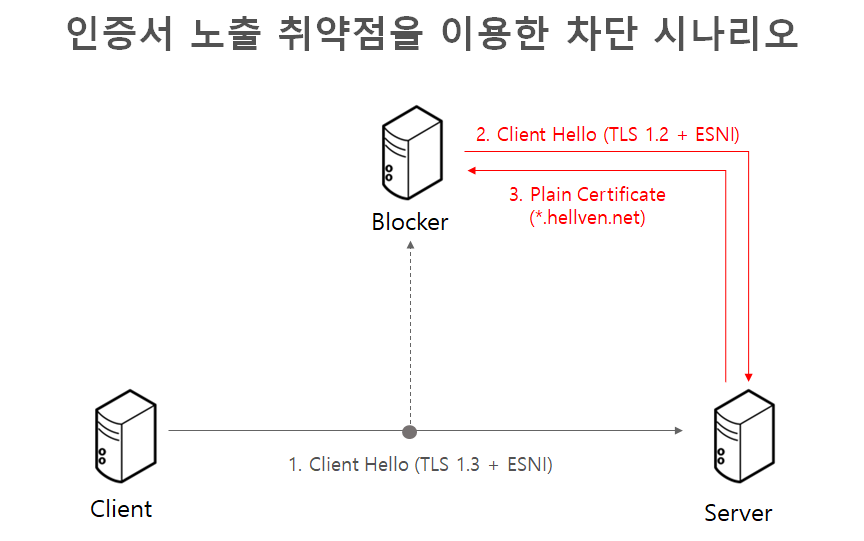 인증서 노출 취약점을 이용한 차단 시나리오
2. Client Hello (TLS 1.2 + ESNI)
3. Plain Certificate
(*.hellven.net)
Blocker
1. Client Hello (TLS 1.3 + ESNI)
Client
Server